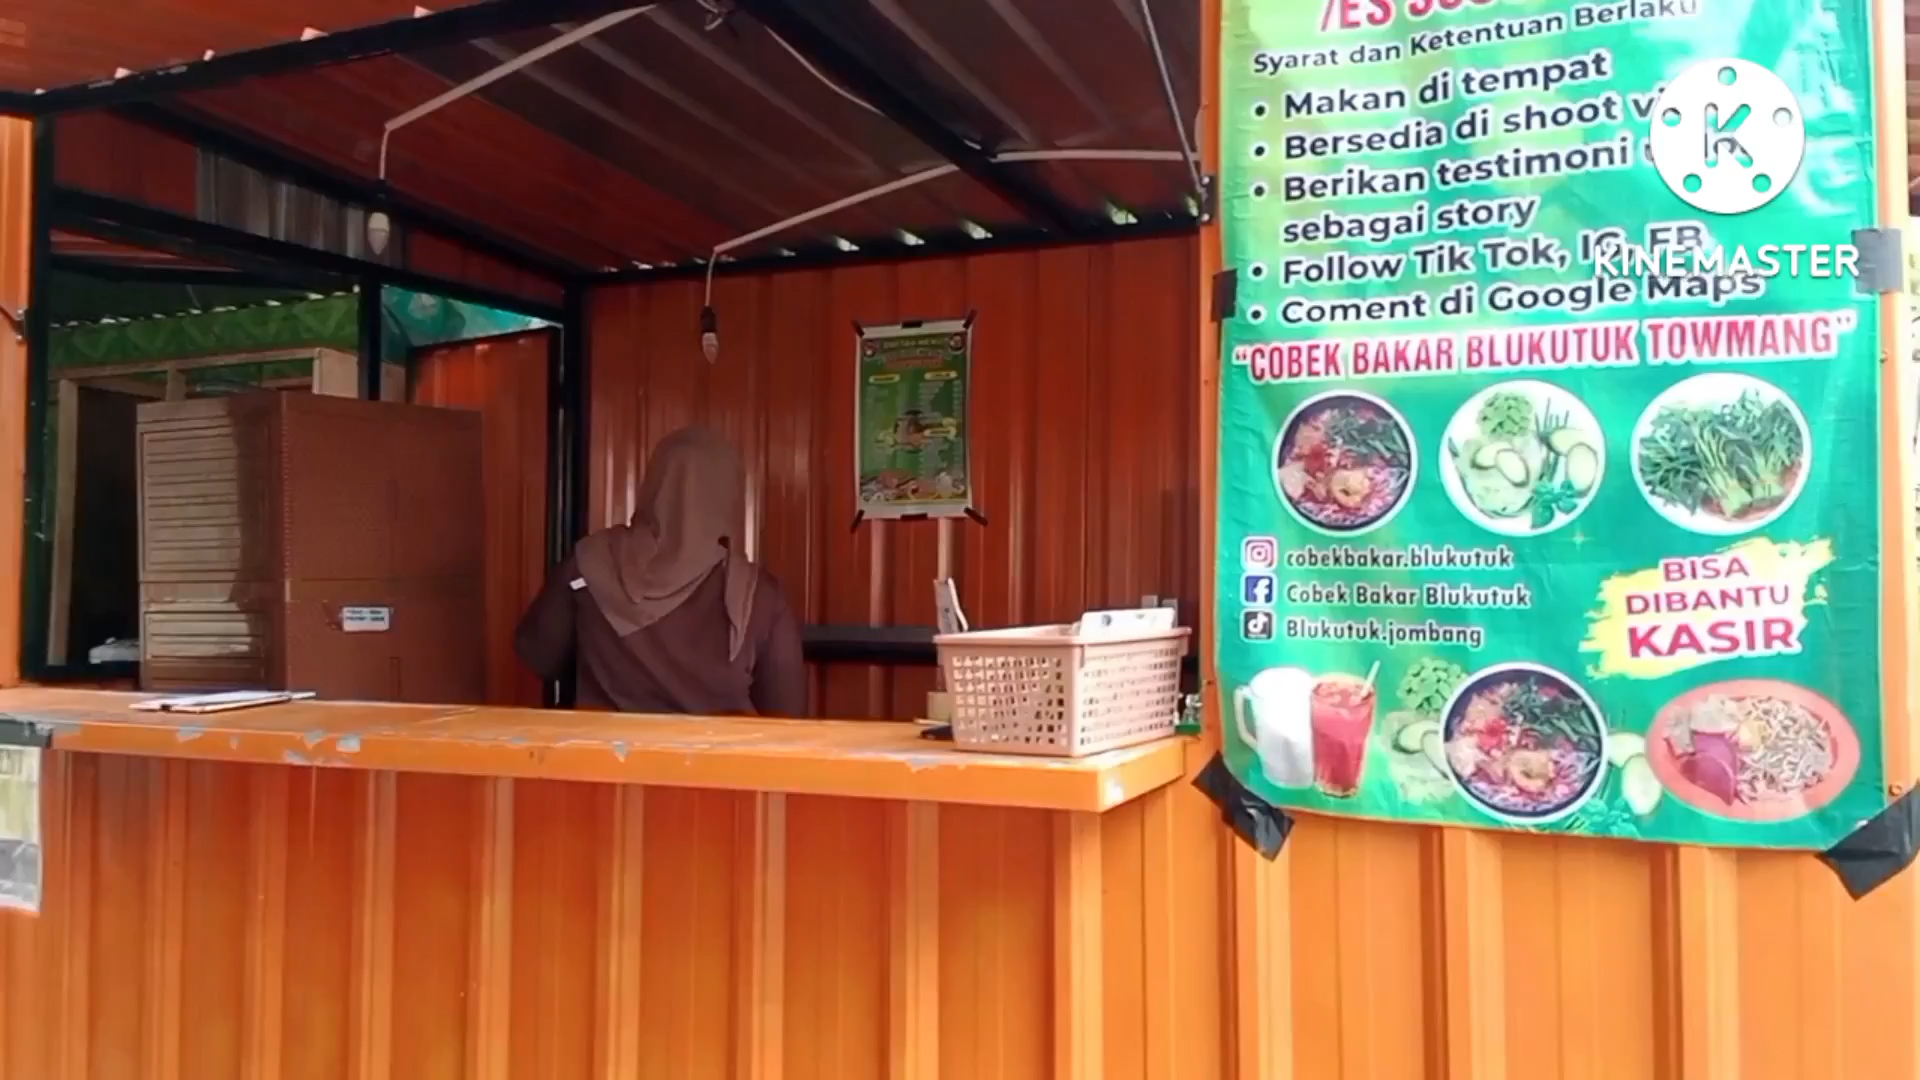 Syarat dan Ketentuan Berlaku
• Makan di tempat
• Bersedia di shoot
• Berikan testimoni
sebagai story
• Follow Tik Tok, IG, FB
• Coment di Google Maps
"COBEK BAKAR BLUKUTUK TOWMANG"
cobekbakar.blukutuk
Cobek Bakar Blukutuk
Blukutuk.jombang
BISA
DIBANTU
KASIR
K
KINEMASTER